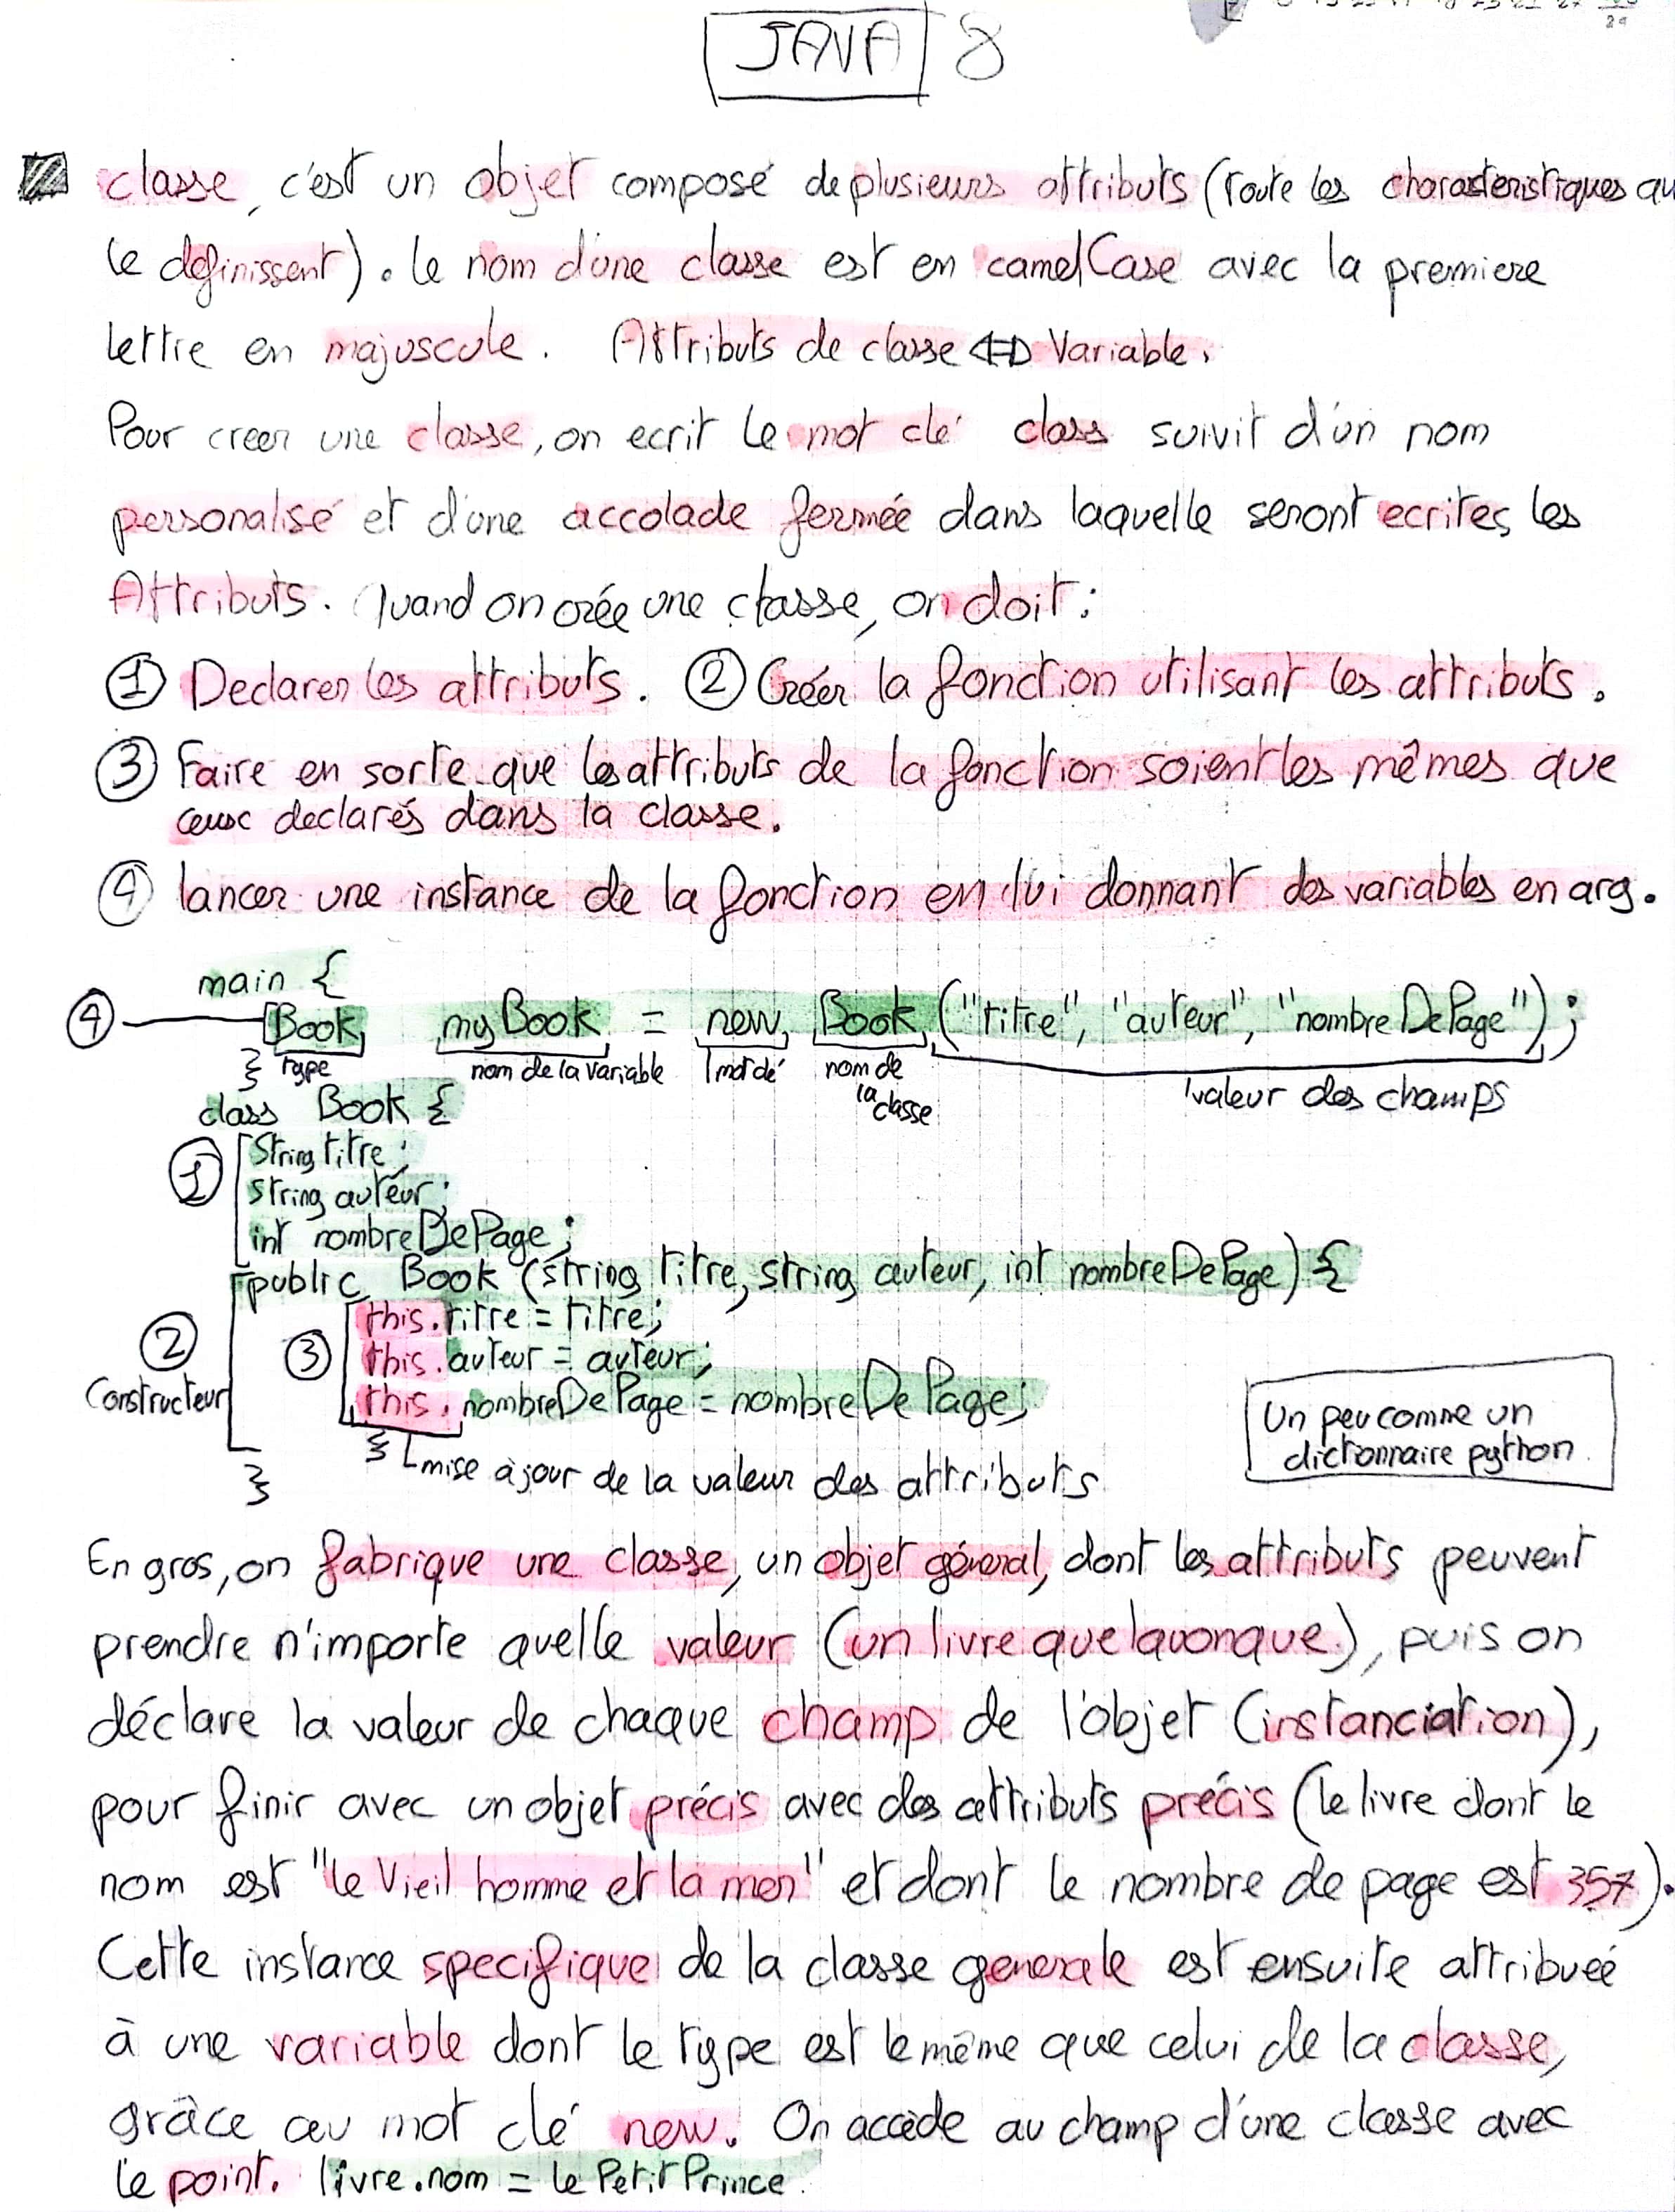 JAVA 8
classe, c'est un objet composé de plusieurs attributs (toute les charasteristiques qu
le definissent). le nom d'une classe est en camelCase avec la premiere
lettre en majuscule. Attributs de classe <=> Variable.
Pour creer une classe, on ecrit le mot clé class suivit d'un nom
personalisé et d'une accolade fermée dans laquelle seront ecrites les
Attributs. Quand on crée une classe, on doit :
① Declarer les attributs. ② Créer la fonction utilisant les attributs.
③ Faire en sorte que les attributs de la fonction soient les mêmes que
ceux declarés dans la classe.
④ lancer une instance de la fonction en lui donnant des variables en arg.
main {
④ Book myBook = new Book ("titre", "auteur", "nombreDePage");
} type nom de la variable mot clé nom de la classe valeur des champs
class Book {
① String titre;
string auteur;
int nombreDePage;
public Book (string titre, string auteur, int nombreDePage) {
this.titre = titre;
② ③ this.auteur = auteur;
Constructeur this.nombreDePage = nombreDePage;
} mise à jour de la valeur des attributs
}
Un peu comme un
dictionnaire python.
En gros, on fabrique une classe, un objet géneral, dont les attributs peuvent
prendre n'importe quelle valeur (un livre quelquonque), puis on
déclare la valeur de chaque champ de l'objet (instanciation),
pour finir avec un objet précis avec des attributs précis (le livre dont le
nom est "le Vieil homme et la mer" et dont le nombre de page est 357).
Cette instance specifique de la classe generale est ensuite attribuée
à une variable dont le type est le même que celui de la classe,
grâce au mot clé new. On accède au champ d'une classe avec
le point. livre.nom = le Petit Prince.